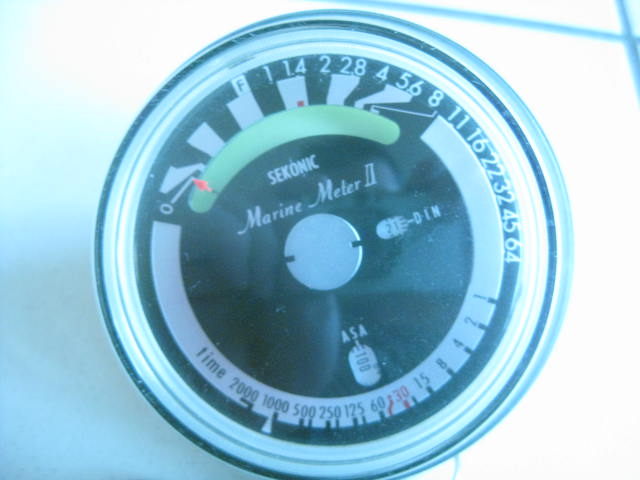 F 1 1.4 2 2.8 4 5.6 8 11 16 22 32 45 64
0
SEKONIC
Marine Meter II
21 DIN
ASA
100
time 2000 1000 500 250 125 60 30 15 8 4 2 1